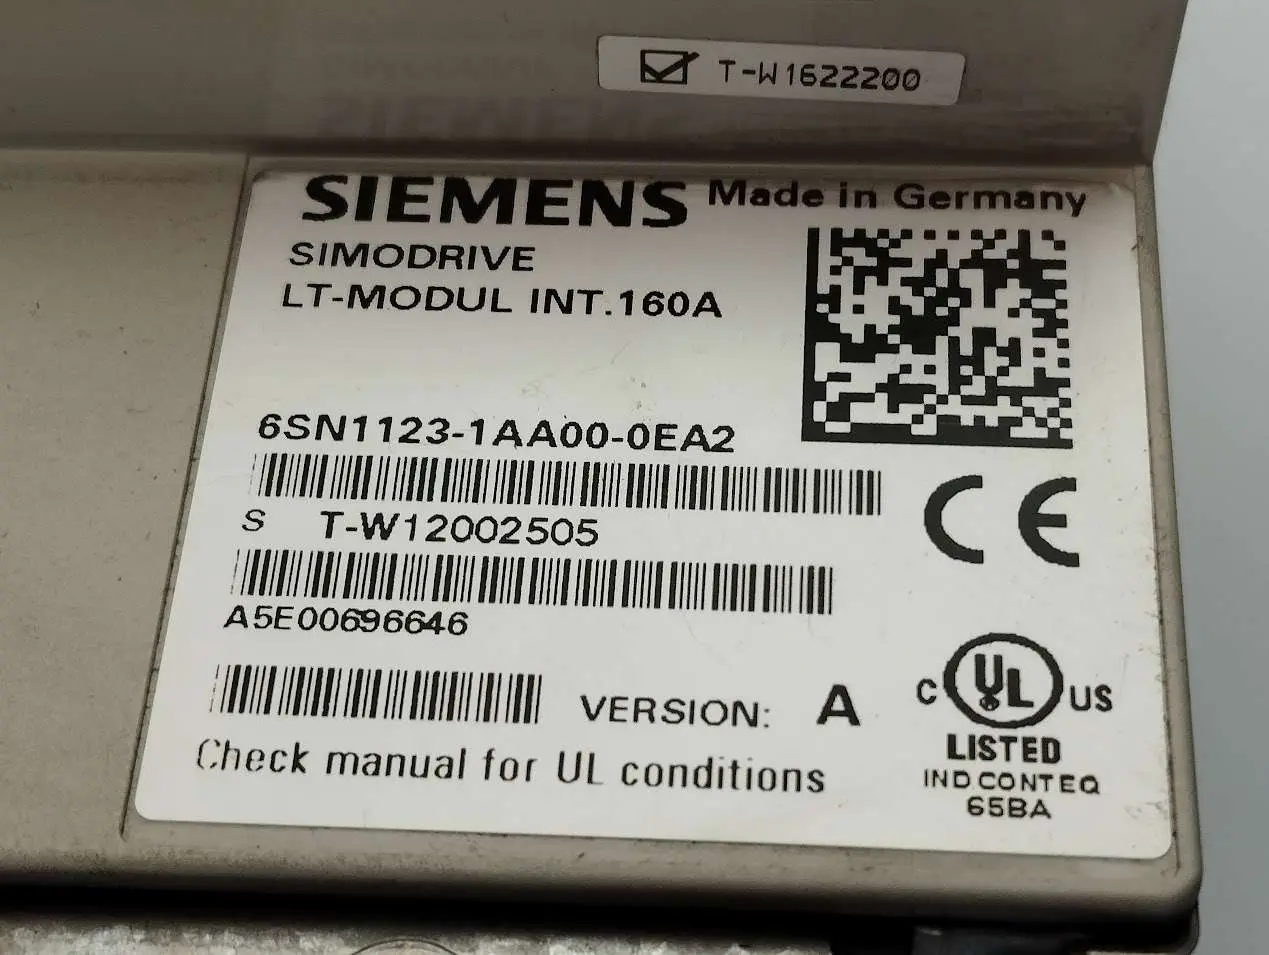 T-W1622200
SIEMENS Made in Germany
SIMODRIVE
LT-MODUL INT.160A
6SN1123-1AA00-0EA2
S T-W12002505
A5E00696646
VERSION: A
Check manual for UL conditions
C UL US
LISTED
IND.CONT.EQ
65BA
CE